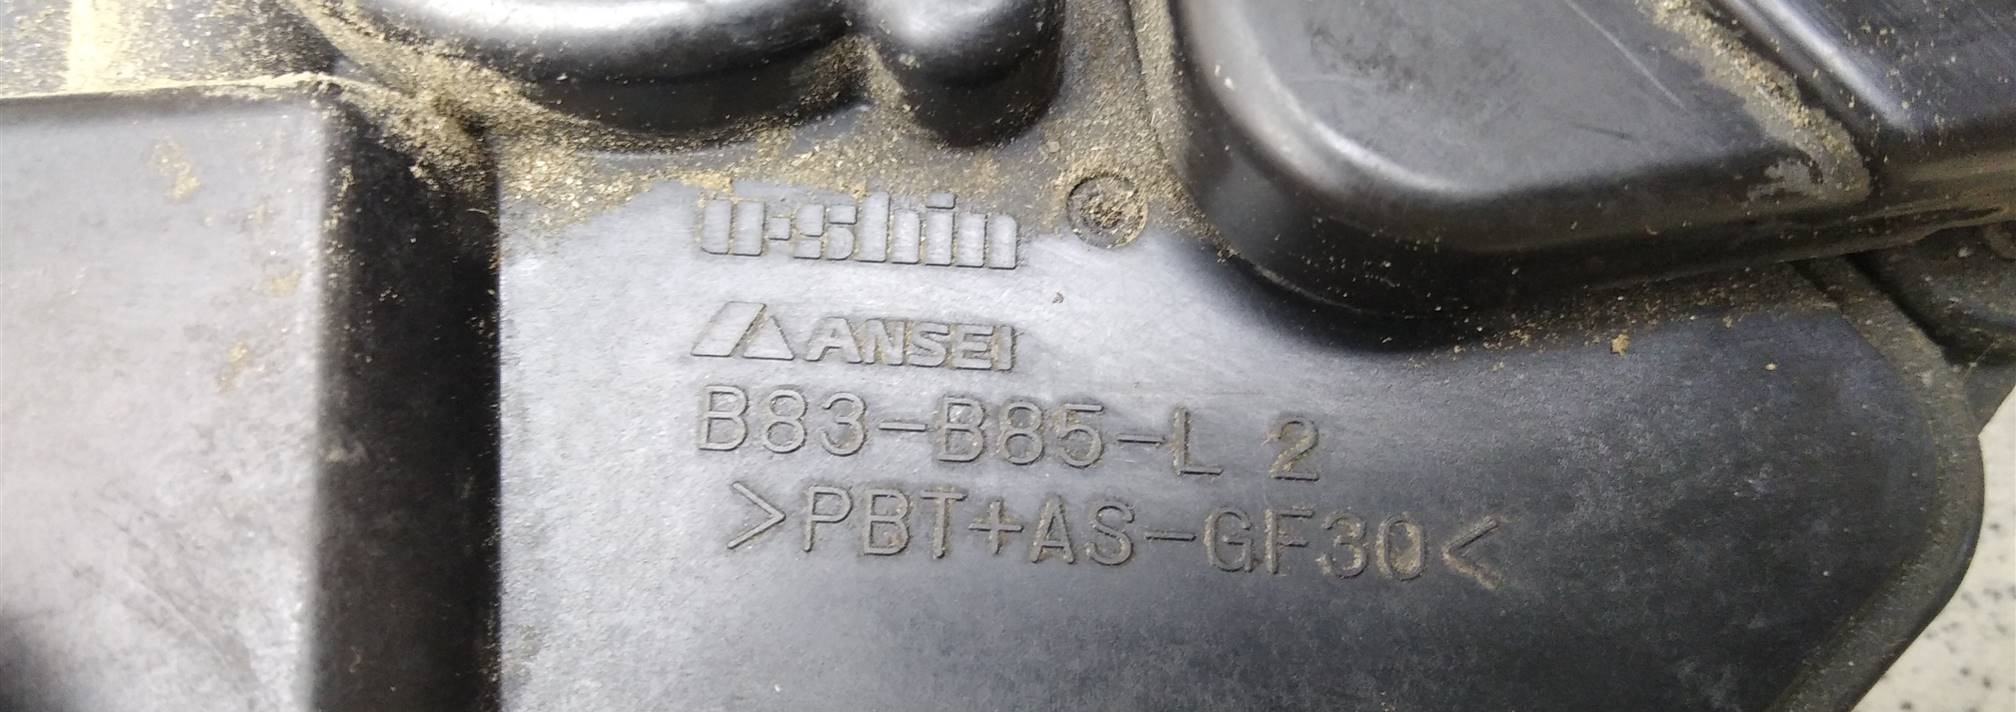 u-shin
ANSEI
B83-B85-L 2
>PBT+AS-GF30<